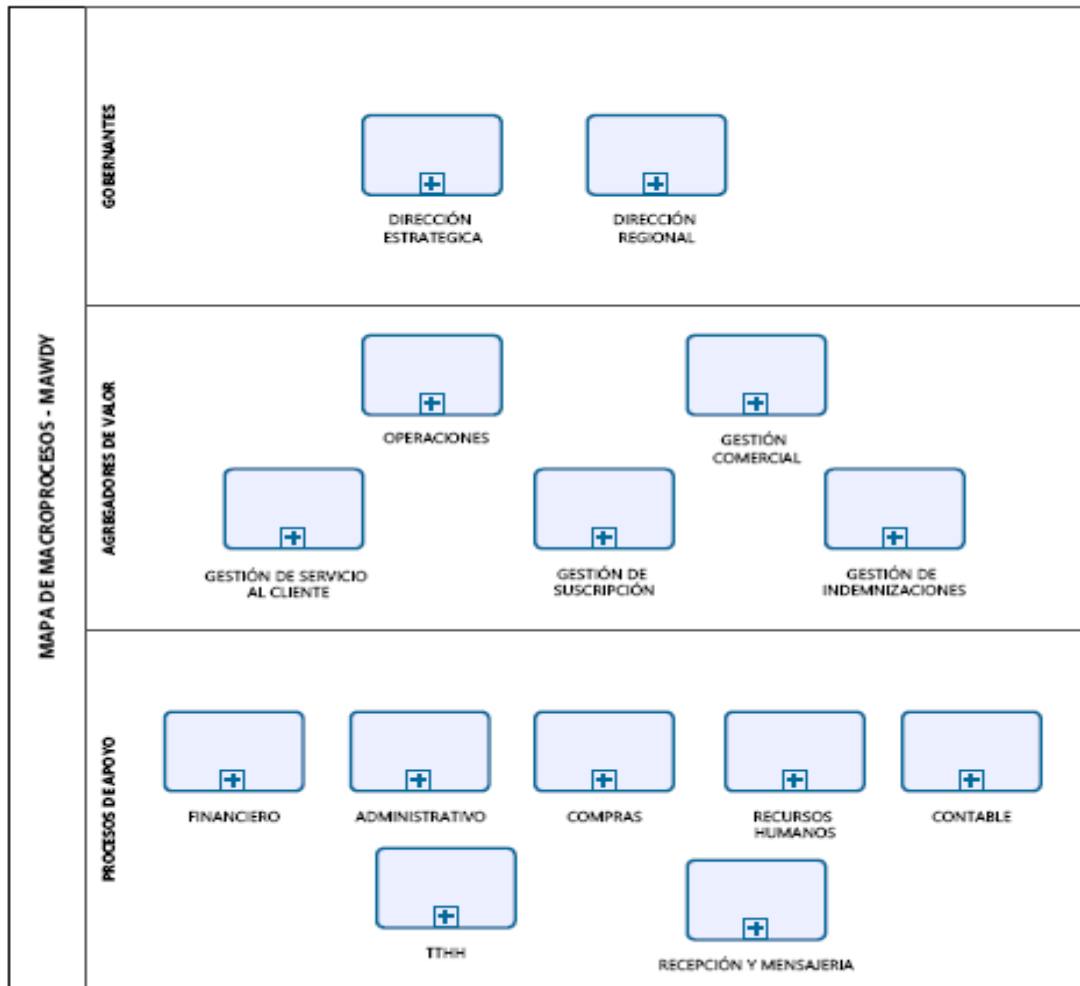 MAPA DE MACROPROCESOS - MAWDY
GOBERNANTES
DIRECCIÓN
ESTRATEGICA
DIRECCIÓN
REGIONAL
AGREGADORES DE VALOR
OPERACIONES
GESTIÓN
COMERCIAL
GESTIÓN DE SERVICIO
AL CLIENTE
GESTIÓN DE
SUSCRIPCIÓN
GESTIÓN DE
INDEMNIZACIONES
PROCESOS DE APOYO
FINANCIERO
ADMINISTRATIVO
COMPRAS
RECURSOS
HUMANOS
CONTABLE
TTHH
RECEPCIÓN Y MENSAJERIA